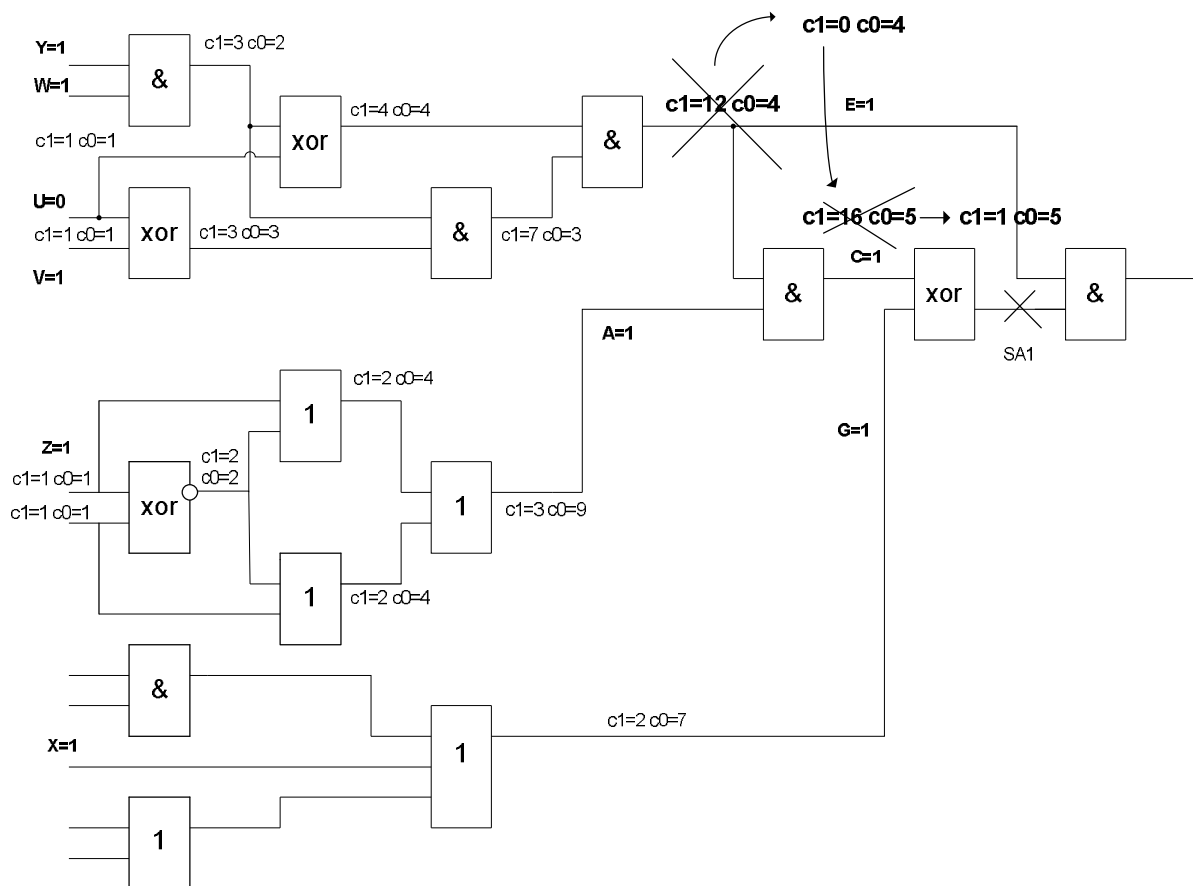 c1=0 c0=4
Y=1
c1=3 c0=2
&
W=1
c1=12 c0=4
E=1
c1=4 c0=4
c1=1 c0=1
xor
&
U=0
c1=1 c0=1
xor
c1=3 c0=3
&
c1=7 c0=3
c1=16 c0=5
c1=1 c0=5
V=1
C=1
&
xor
&
A=1
SA1
c1=2 c0=4
1
G=1
Z=1
c1=2
c0=2
c1=1 c0=1
xor
1
c1=1 c0=1
c1=3 c0=9
1
c1=2 c0=4
&
c1=2 c0=7
X=1
1
1